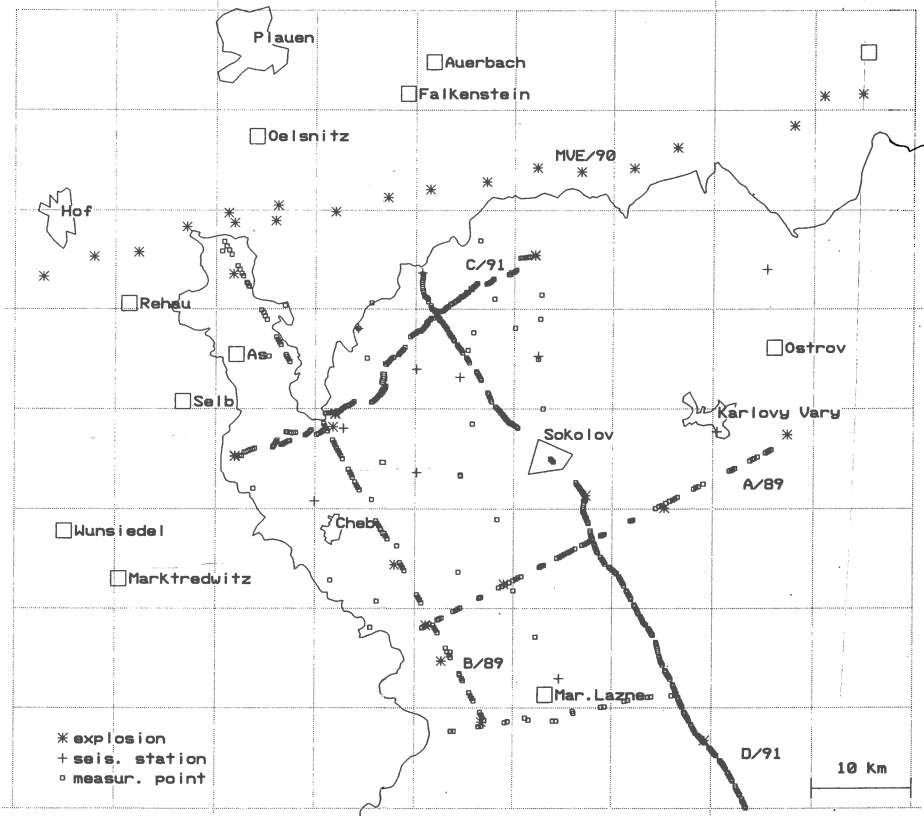 Plauen
Auerbach
Falkenstein
Oelsnitz
MVE/90
Hof
C/91
Rehau
As
Ostrov
Selb
Karlovy Vary
Sokolov
A/89
Wunsiedel
Cheb
Marktredwitz
B/89
Mar.Lazne
explosion
seis. station
measur. point
D/91
10 Km